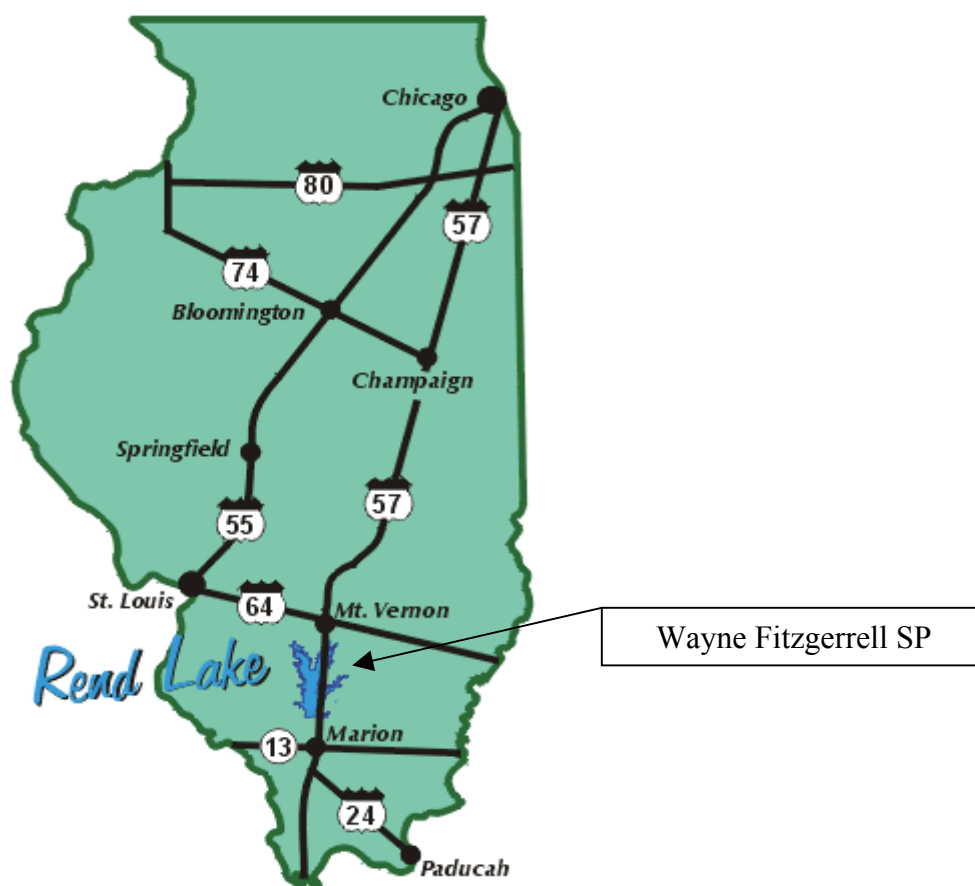 Chicago
80
57
74
Bloomington
Champaign
Springfield
57
55
St. Louis
64
Mt. Vernon
Wayne Fitzgerrell SP
Rend Lake
13
Marion
24
Paducah